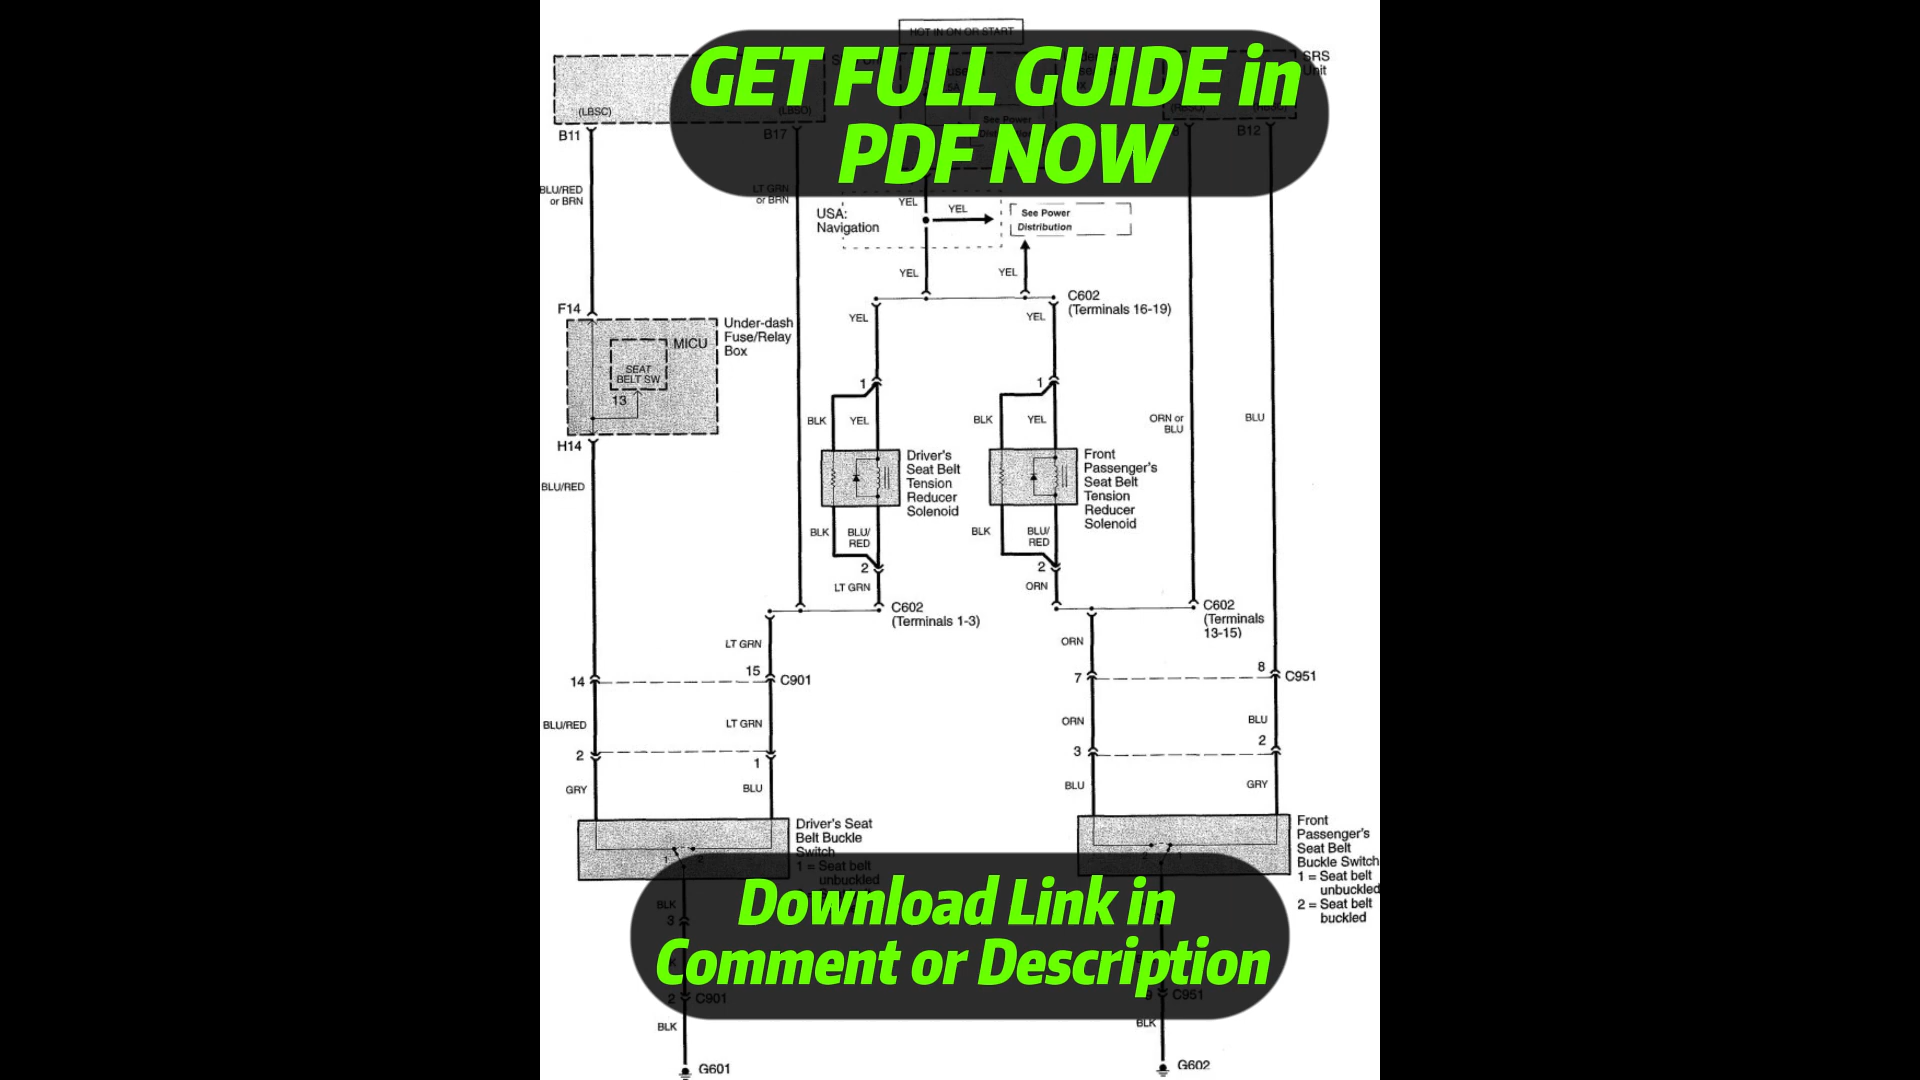 HOT IN ON OR START
GET FULL GUIDE in
PDF NOW
SRS
Unit
(LBSC)
(LBSO)
B11
B17
B12
See Power
BLU/RED
or BRN
LT GRN
or BRN
YEL
YEL
USA:
Navigation
See Power
Distribution
YEL
YEL
F14
C602
(Terminals 16-19)
YEL
YEL
Under-dash
Fuse/Relay
Box
MICU
SEAT
BELT SW
13
1
1
BLK
YEL
BLK
YEL
ORN or
BLU
BLU
H14
BLU/RED
Driver's
Seat Belt
Tension
Reducer
Solenoid
Front
Passenger's
Seat Belt
Tension
Reducer
Solenoid
BLK
BLU/
RED
BLK
BLU/
RED
2
2
LT GRN
ORN
C602
(Terminals 1-3)
C602
(Terminals
13-15)
LT GRN
ORN
14
15
C901
7
8
C951
BLU/RED
LT GRN
ORN
BLU
2
1
3
2
GRY
BLU
BLU
GRY
Driver's Seat
Belt Buckle
Switch
1 = Seat belt
unbuckled
1
2
Front
Passenger's
Seat Belt
Buckle Switch
1 = Seat belt
unbuckled
2 = Seat belt
buckled
2
1
Download Link in
Comment or Description
BLK
3
2
C901
9
C951
BLK
BLK
G601
G602